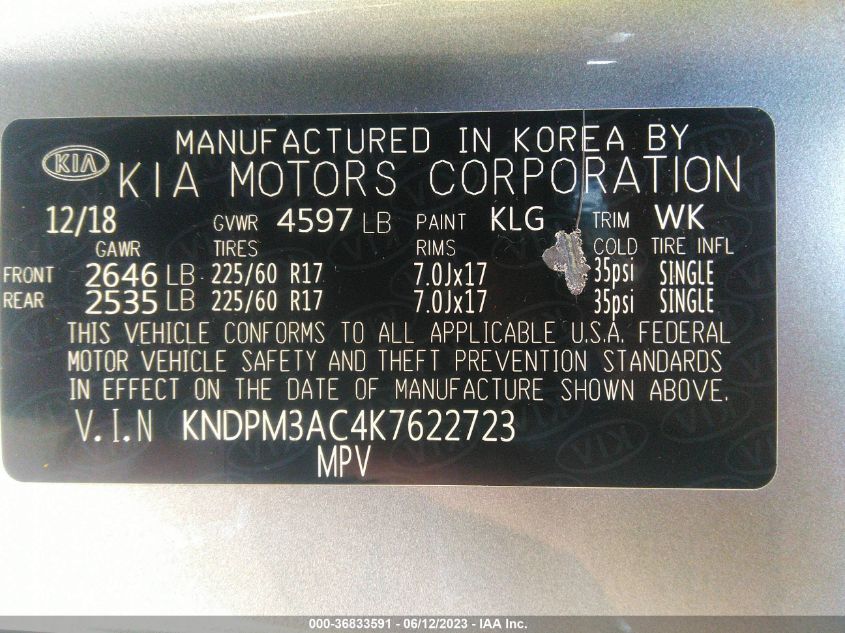 MANUFACTURED IN KOREA BY
KIA KIA MOTORS CORPORATION
12/18 GVWR 4597 LB PAINT KLG TRIM WK
GAWR TIRES RIMS COLD TIRE INFL
FRONT 2646 LB 225/60 R17 7.0Jx17 35psi SINGLE
REAR 2535 LB 225/60 R17 7.0Jx17 35psi SINGLE
THIS VEHICLE CONFORMS TO ALL APPLICABLE U.S.A. FEDERAL
MOTOR VEHICLE SAFETY AND THEFT PREVENTION STANDARDS
IN EFFECT ON THE DATE OF MANUFACTURE SHOWN ABOVE.
V.I.N KNDPM3AC4K7622723
MPV
000-36833591 - 06/12/2023 - IAA Inc.